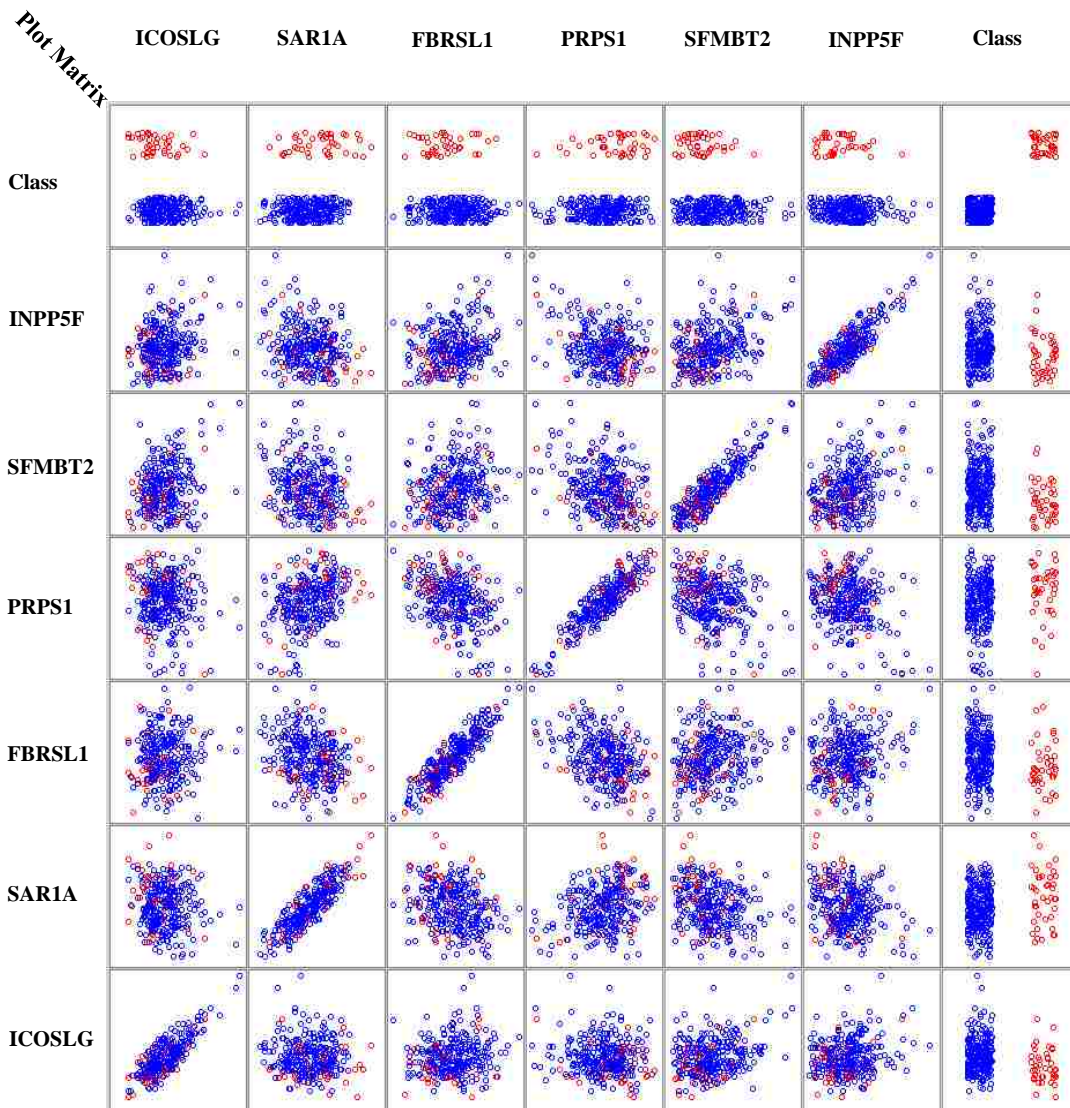 Plot Matrix
ICOSLG SAR1A FBRSL1 PRPS1 SFMBT2 INPP5F Class
Class
INPP5F
SFMBT2
PRPS1
FBRSL1
SAR1A
ICOSLG